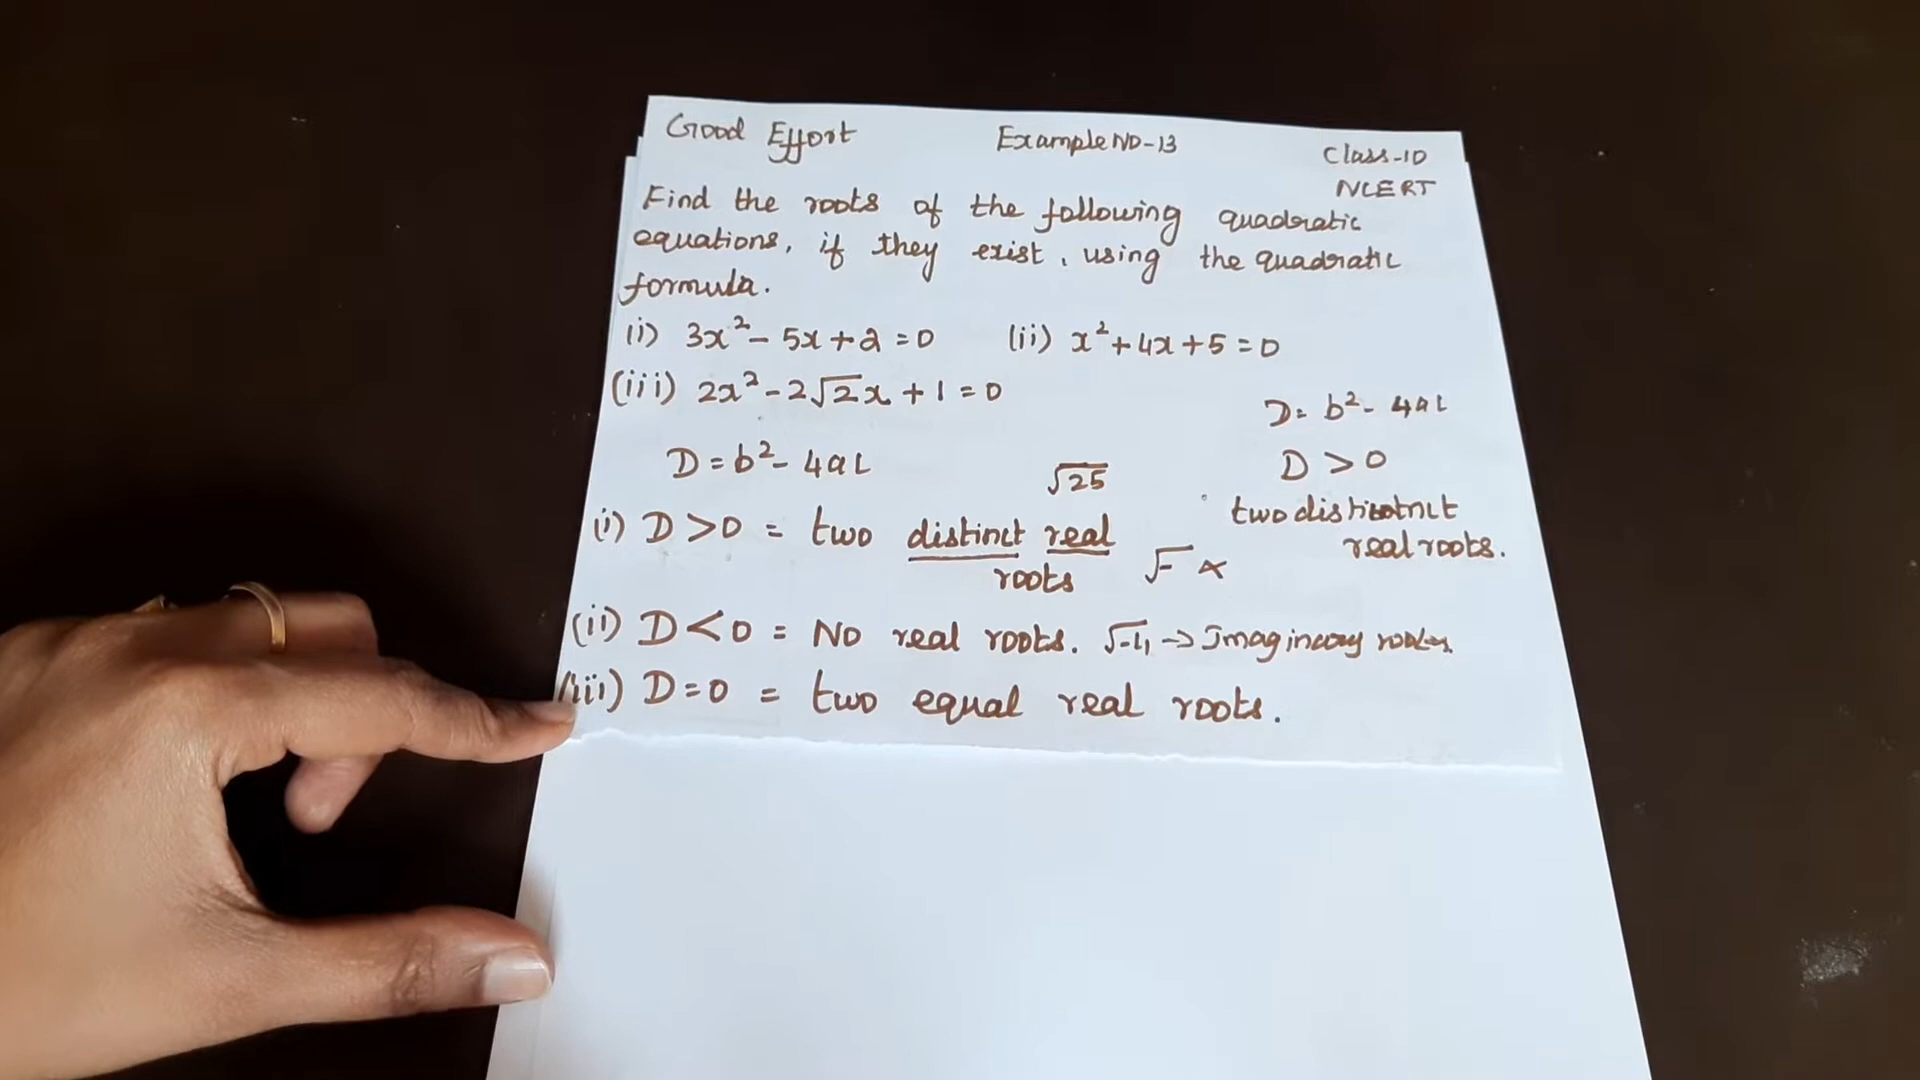 Good Effort Example NO-13 Class-10
NCERT
Find the roots of the following quadratic
equations, if they exist, using the quadratic
formula.
(i) 3x² - 5x + 2 = 0 (ii) x² + 4x + 5 = 0
(iii) 2x² - 2√2x + 1 = 0
D = b² - 4ac
D = b² - 4ac
√25
D > 0
(i) D > 0 = two distinct real
roots
two
real roots.
√- ×
(ii) D < 0 = No real roots. → Imaginary
(iii) D = 0 = two equal real roots.